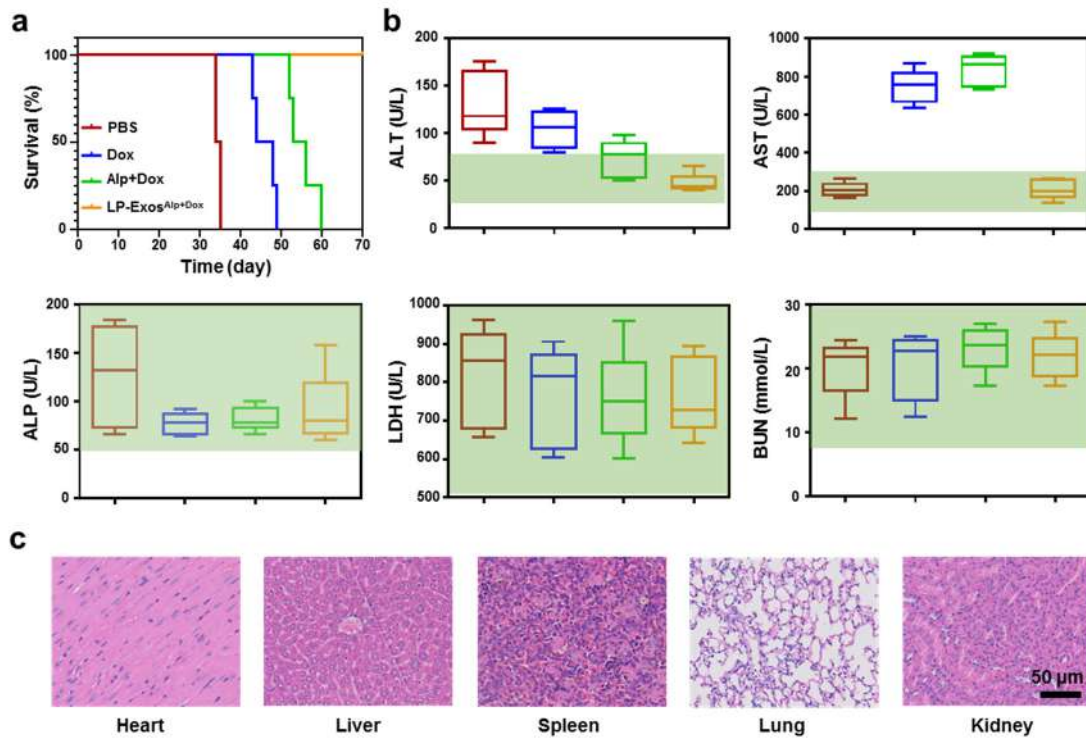 a
Survival (%)
100
50
0
PBS
Dox
Alp+Dox
LP-Exos^Alp+Dox
0 10 20 30 40 50 60 70
Time (day)
b
ALT (U/L)
200
150
100
50
0
AST (U/L)
1000
800
600
400
200
0
ALP (U/L)
200
150
100
50
0
LDH (U/L)
1000
900
800
700
600
500
BUN (mmol/L)
30
20
10
0
c
50 μm
Heart Liver Spleen Lung Kidney